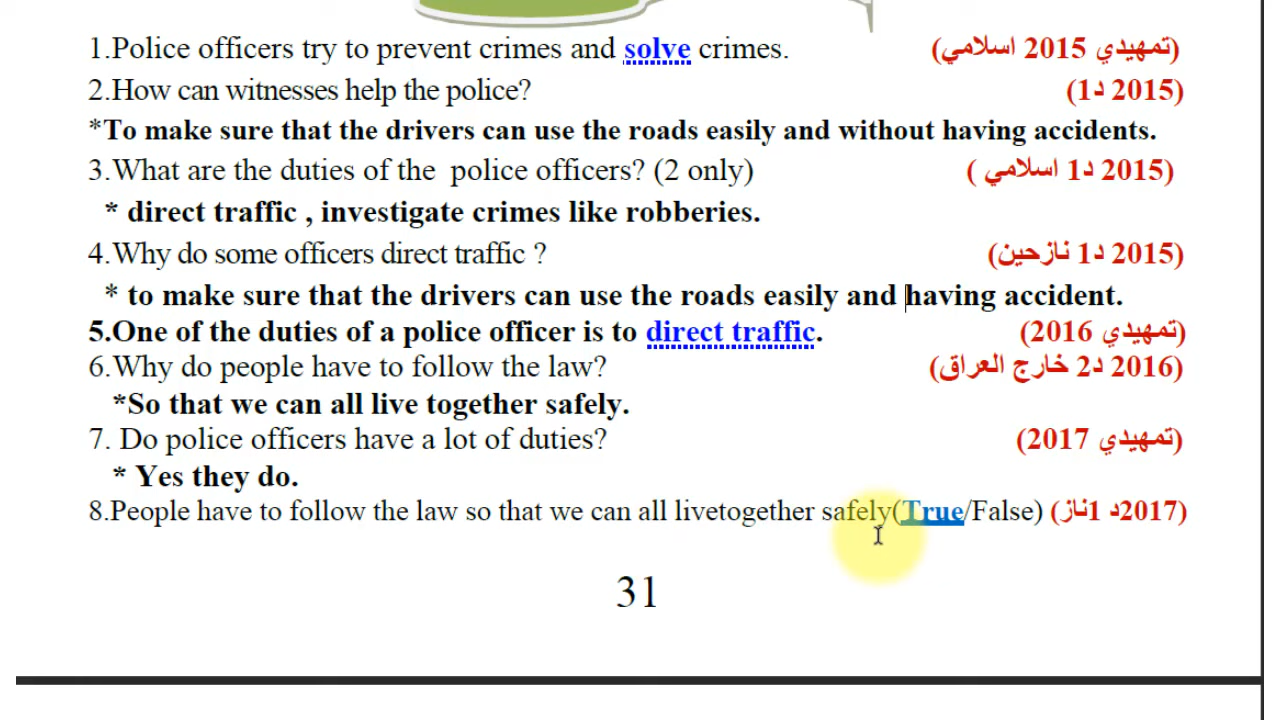 1.Police officers try to prevent crimes and solve crimes. (تمهيدي 2015 اسلامي)
2.How can witnesses help the police? (2015 د1)
*To make sure that the drivers can use the roads easily and without having accidents.
3.What are the duties of the police officers? (2 only) (2015 د1 اسلامي )
* direct traffic , investigate crimes like robberies.
4.Why do some officers direct traffic ? (2015 د1 نازحين)
* to make sure that the drivers can use the roads easily and having accident.
5.One of the duties of a police officer is to direct traffic. (تمهيدي 2016)
6.Why do people have to follow the law? (2016 د2 خارج العراق)
*So that we can all live together safely.
7. Do police officers have a lot of duties? (تمهيدي 2017)
* Yes they do.
8.People have to follow the law so that we can all livetogether safely(True/False) (2017د 1ناز)
31